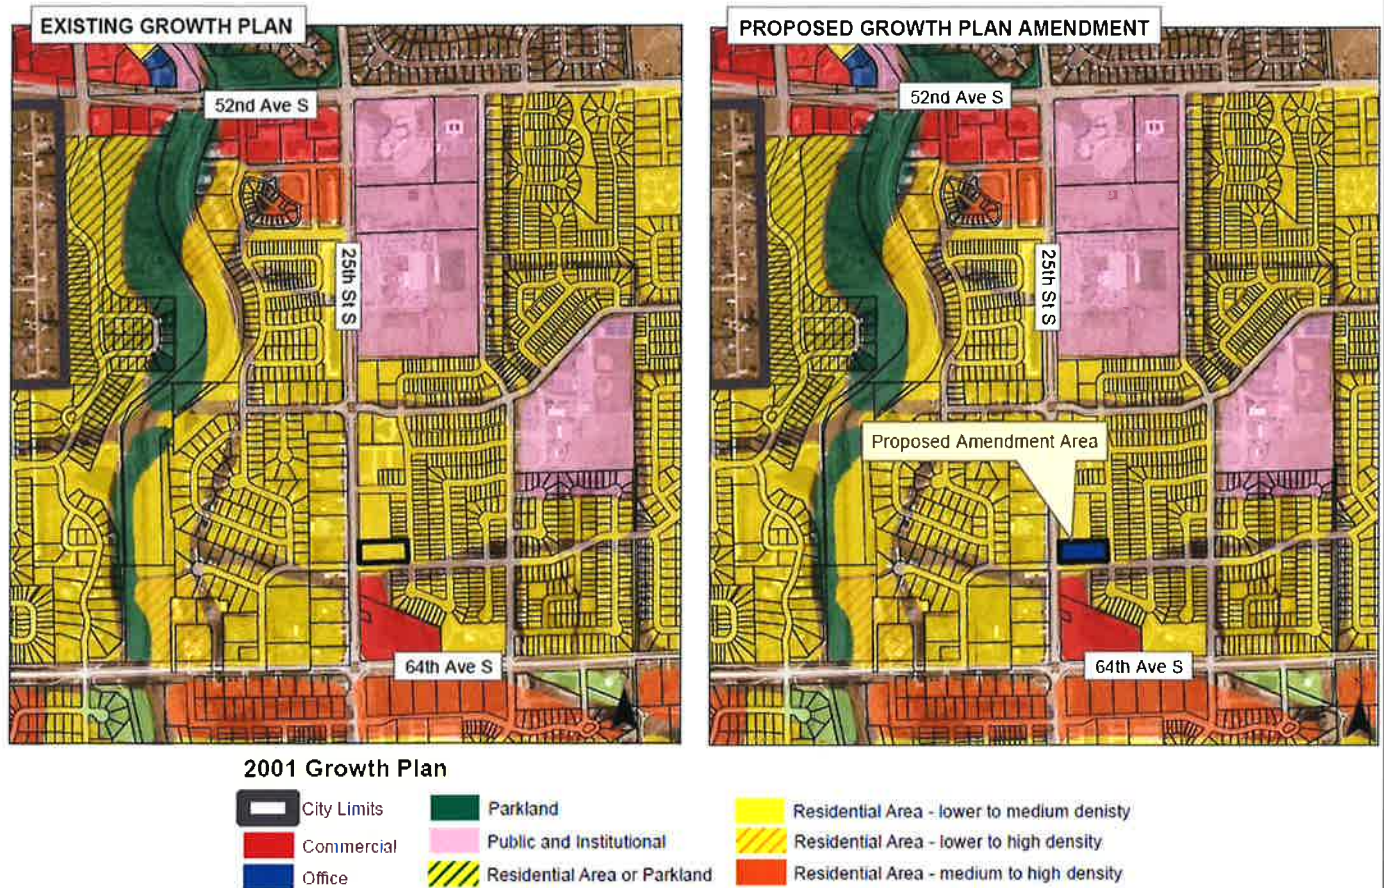 EXISTING GROWTH PLAN
PROPOSED GROWTH PLAN AMENDMENT
52nd Ave S
52nd Ave S
25th St S
25th St S
Proposed Amendment Area
64th Ave S
64th Ave S
2001 Growth Plan
City Limits
Commercial
Office
Parkland
Public and Institutional
Residential Area or Parkland
Residential Area - lower to medium denisty
Residential Area - lower to high density
Residential Area - medium to high density